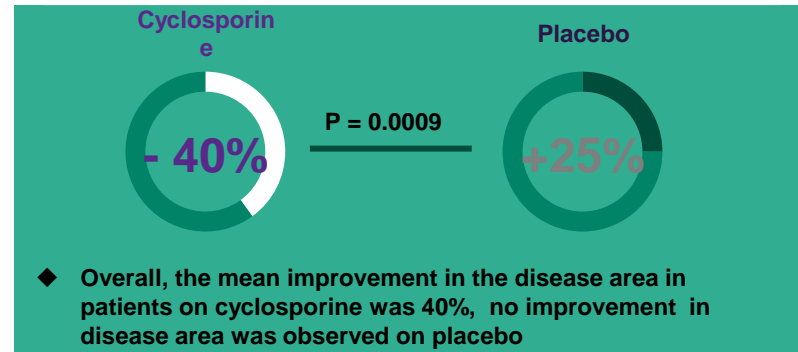 Cyclosporin
e
Placebo
P = 0.0009
- 40%
+25%
◆ Overall, the mean improvement in the disease area in
patients on cyclosporine was 40%, no improvement in
disease area was observed on placebo